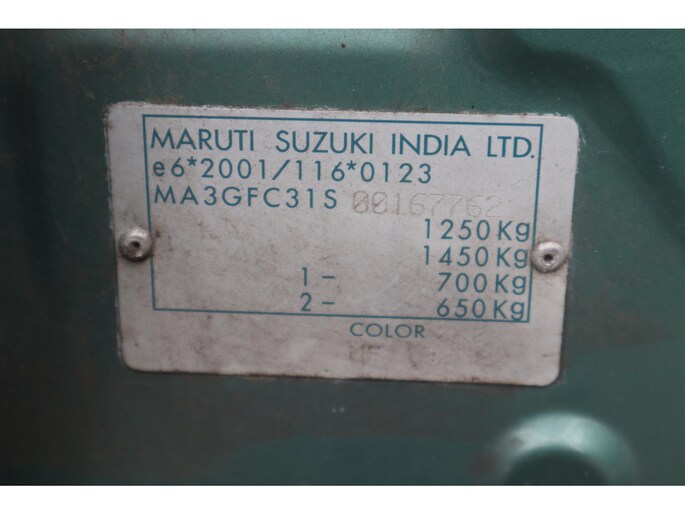 MARUTI SUZUKI INDIA LTD.
e6*2001/116*0123
MA3GFC31S 00167762
1250Kg
1450Kg
1– 700Kg
2– 650Kg
COLOR